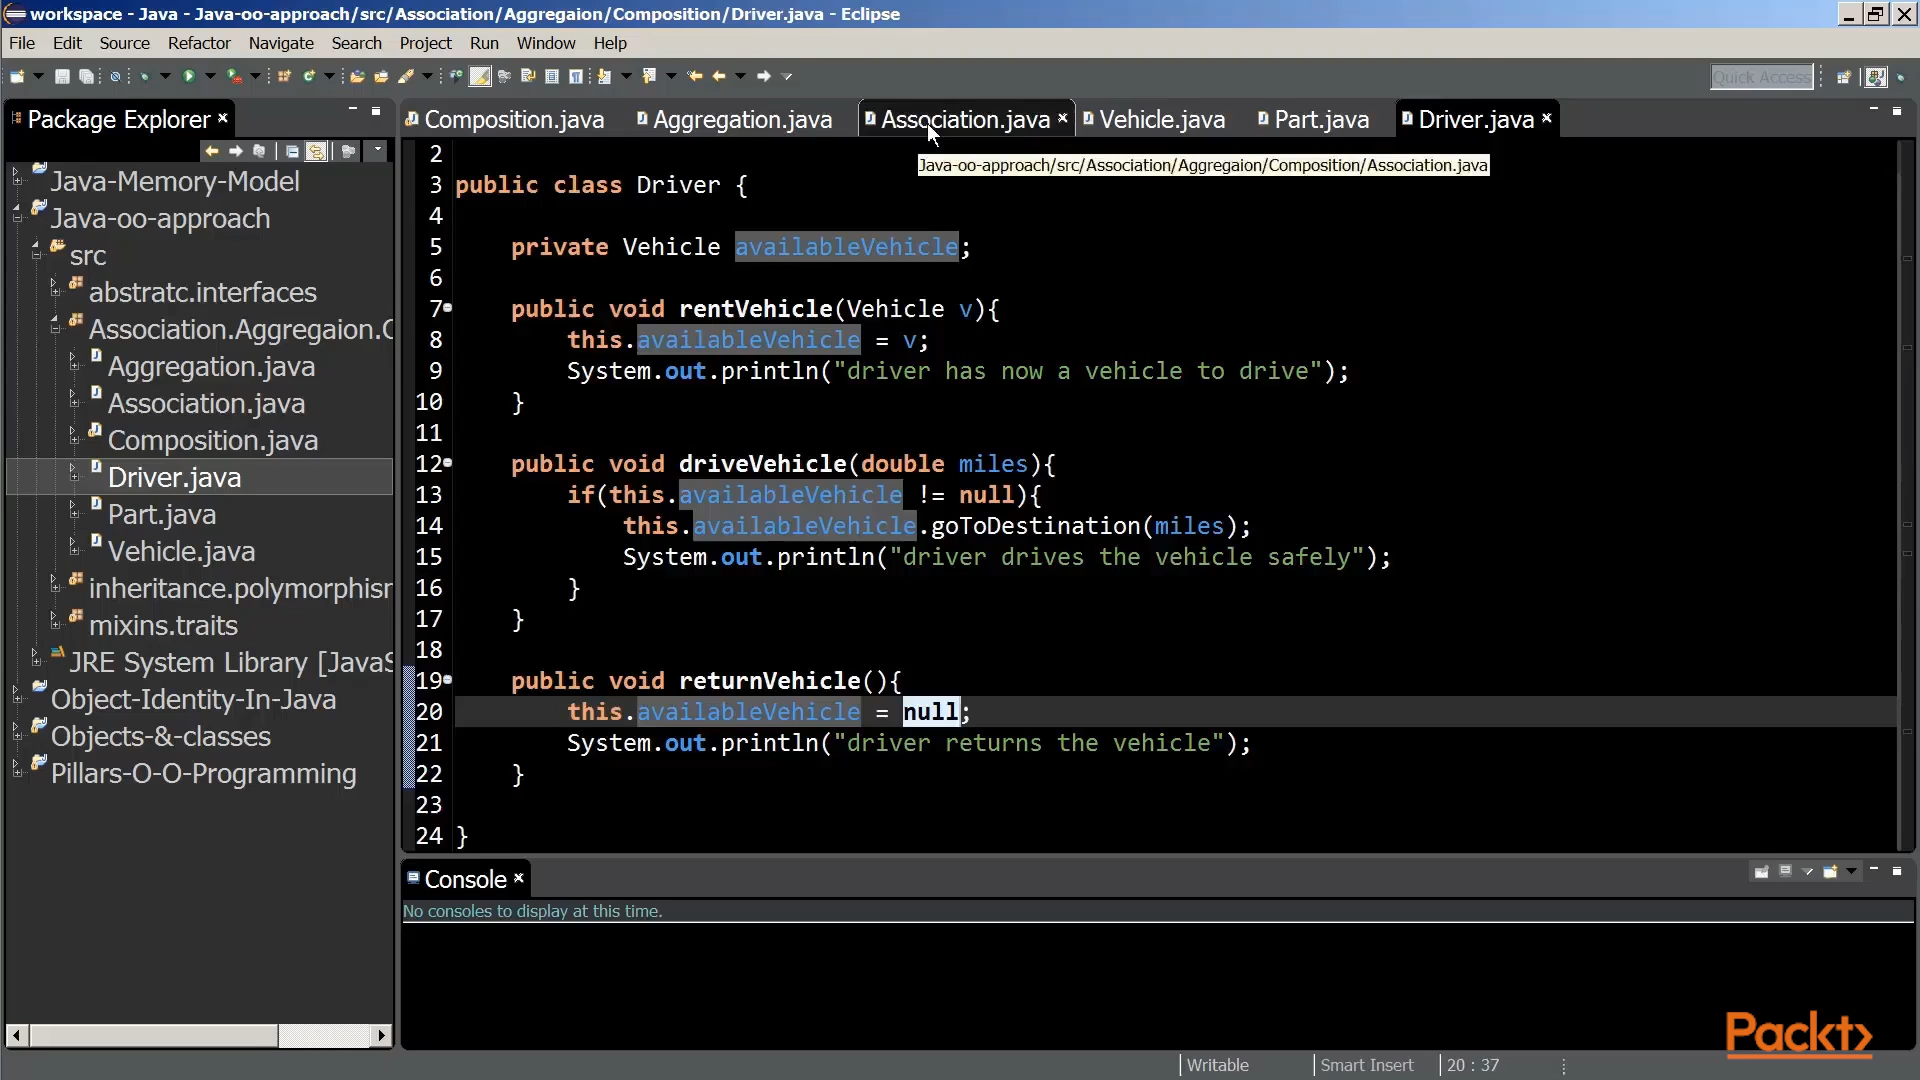 workspace - Java - Java-oo-approach/src/Association/Aggregaion/Composition/Driver.java - Eclipse
File Edit Source Refactor Navigate Search Project Run Window Help
Quick Access
Package Explorer
Composition.java Aggregation.java Association.java Vehicle.java Part.java Driver.java
Java-oo-approach/src/Association/Aggregaion/Composition/Association.java
Java-Memory-Model
Java-oo-approach
src
abstratc.interfaces
Association.Aggregaion.C
Aggregation.java
Association.java
Composition.java
Driver.java
Part.java
Vehicle.java
inheritance.polymorphisr
mixins.traits
JRE System Library [JavaS
Object-Identity-In-Java
Objects-&-classes
Pillars-O-O-Programming
2
3 public class Driver {
4
5 private Vehicle availableVehicle;
6
7 public void rentVehicle(Vehicle v){
8 this.availableVehicle = v;
9 System.out.println("driver has now a vehicle to drive");
10 }
11
12 public void driveVehicle(double miles){
13 if(this.availableVehicle != null){
14 this.availableVehicle.goToDestination(miles);
15 System.out.println("driver drives the vehicle safely");
16 }
17 }
18
19 public void returnVehicle(){
20 this.availableVehicle = null;
21 System.out.println("driver returns the vehicle");
22 }
23
24 }
Console
No consoles to display at this time.
Packt>
Writable Smart Insert 20 : 37